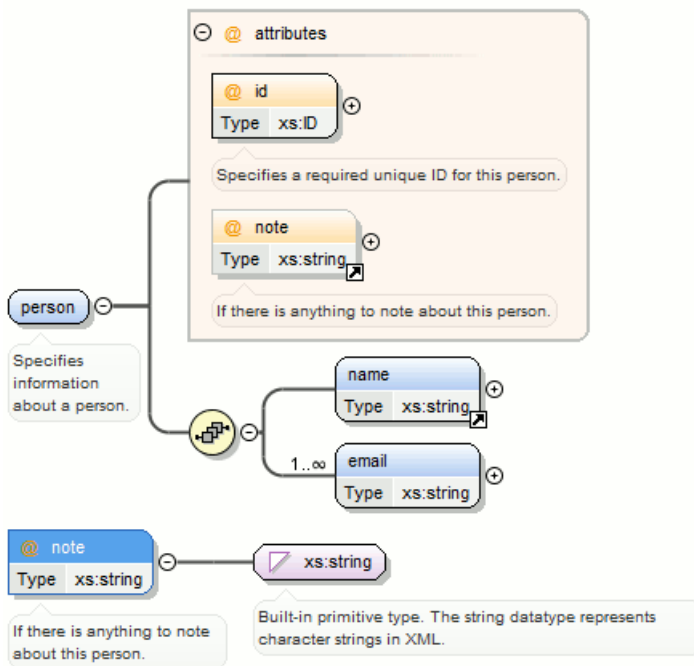 @ attributes
@ id
Type xs:ID
Specifies a required unique ID for this person.
@ note
Type xs:string
If there is anything to note about this person.
person
Specifies
information
about a person.
name
Type xs:string
1..∞
email
Type xs:string
@ note
Type xs:string
xs:string
If there is anything to note
about this person.
Built-in primitive type. The string datatype represents
character strings in XML.